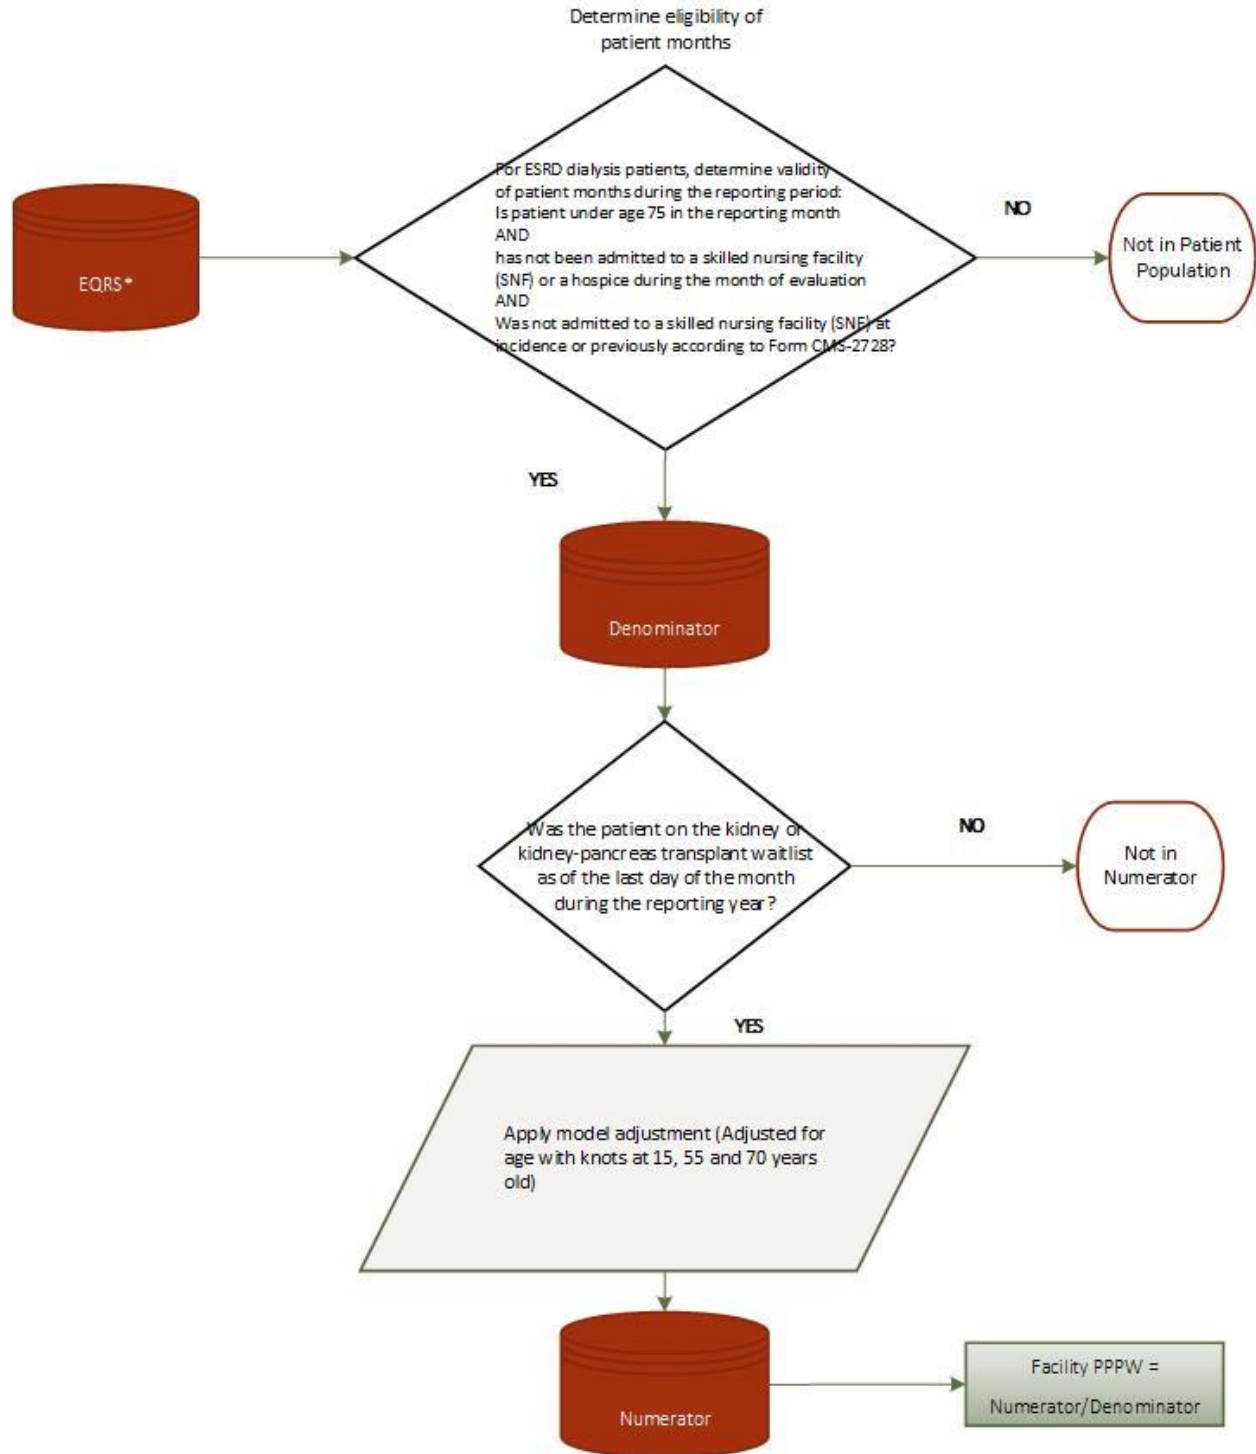 Determine eligibility of
patient months
For ESRD dialysis patients, determine validity
of patient months during the reporting period:
Is patient under age 75 in the reporting month
AND
has not been admitted to a skilled nursing facility
(SNF) or a hospice during the month of evaluation
AND
Was not admitted to a skilled nursing facility (SNF) at
incidence or previously according to Form CMS-2728?
EQRS*
NO
Not in Patient
Population
YES
Denominator
Was the patient on the kidney or
kidney-pancreas transplant waitlist
as of the last day of the month
during the reporting year?
NO
Not in
Numerator
YES
Apply model adjustment (Adjusted for
age with knots at 15, 55 and 70 years
old)
Numerator
Facility PPPW =
Numerator/Denominator